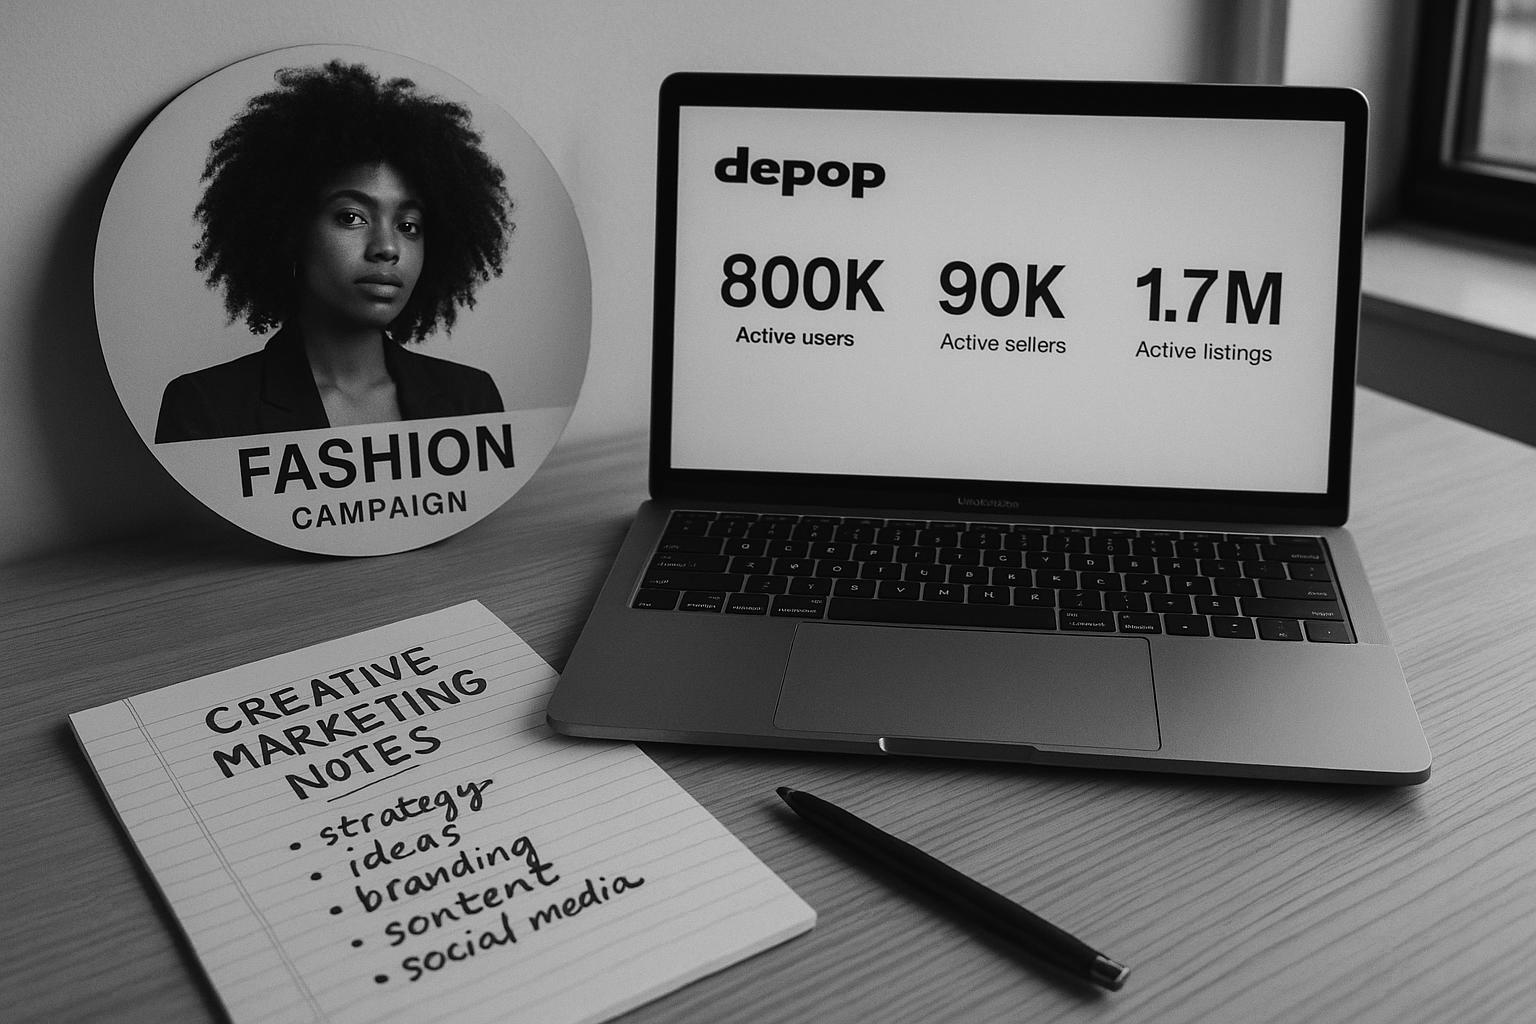 FASHION
CAMPAIGN
depop
800K
Active users
90K
Active sellers
1.7M
Active listings
CREATIVE
MARKETING
NOTES
• strategy
• ideas
• branding
• sontent
• social media